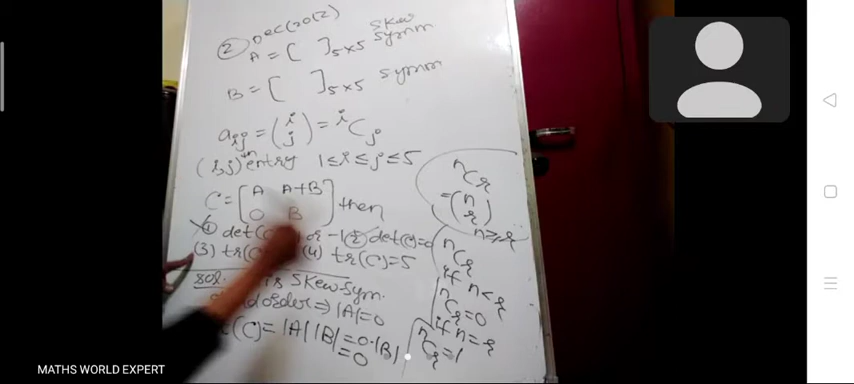 ② Dec(2012)
A = [ ]5×5 Skew Symm
B = [ ]5×5 Symm
aij = (i j) = iCj
(i,j)th entry 1≤i≤j≤5
C = [A A+B
0 B] then
① det(C) or -1 ② det(C)=0
(3) tr(C) (4) tr(C)=5
Sol. is Skew Sym.
odd order ⇒ |A|=0
(C) = |A| |B| = 0·|B|
= 0
nCr
= (n r)
n≥r
nCr
if n<r
nCr=0
if n=r
nCr=1
MATHS WORLD EXPERT